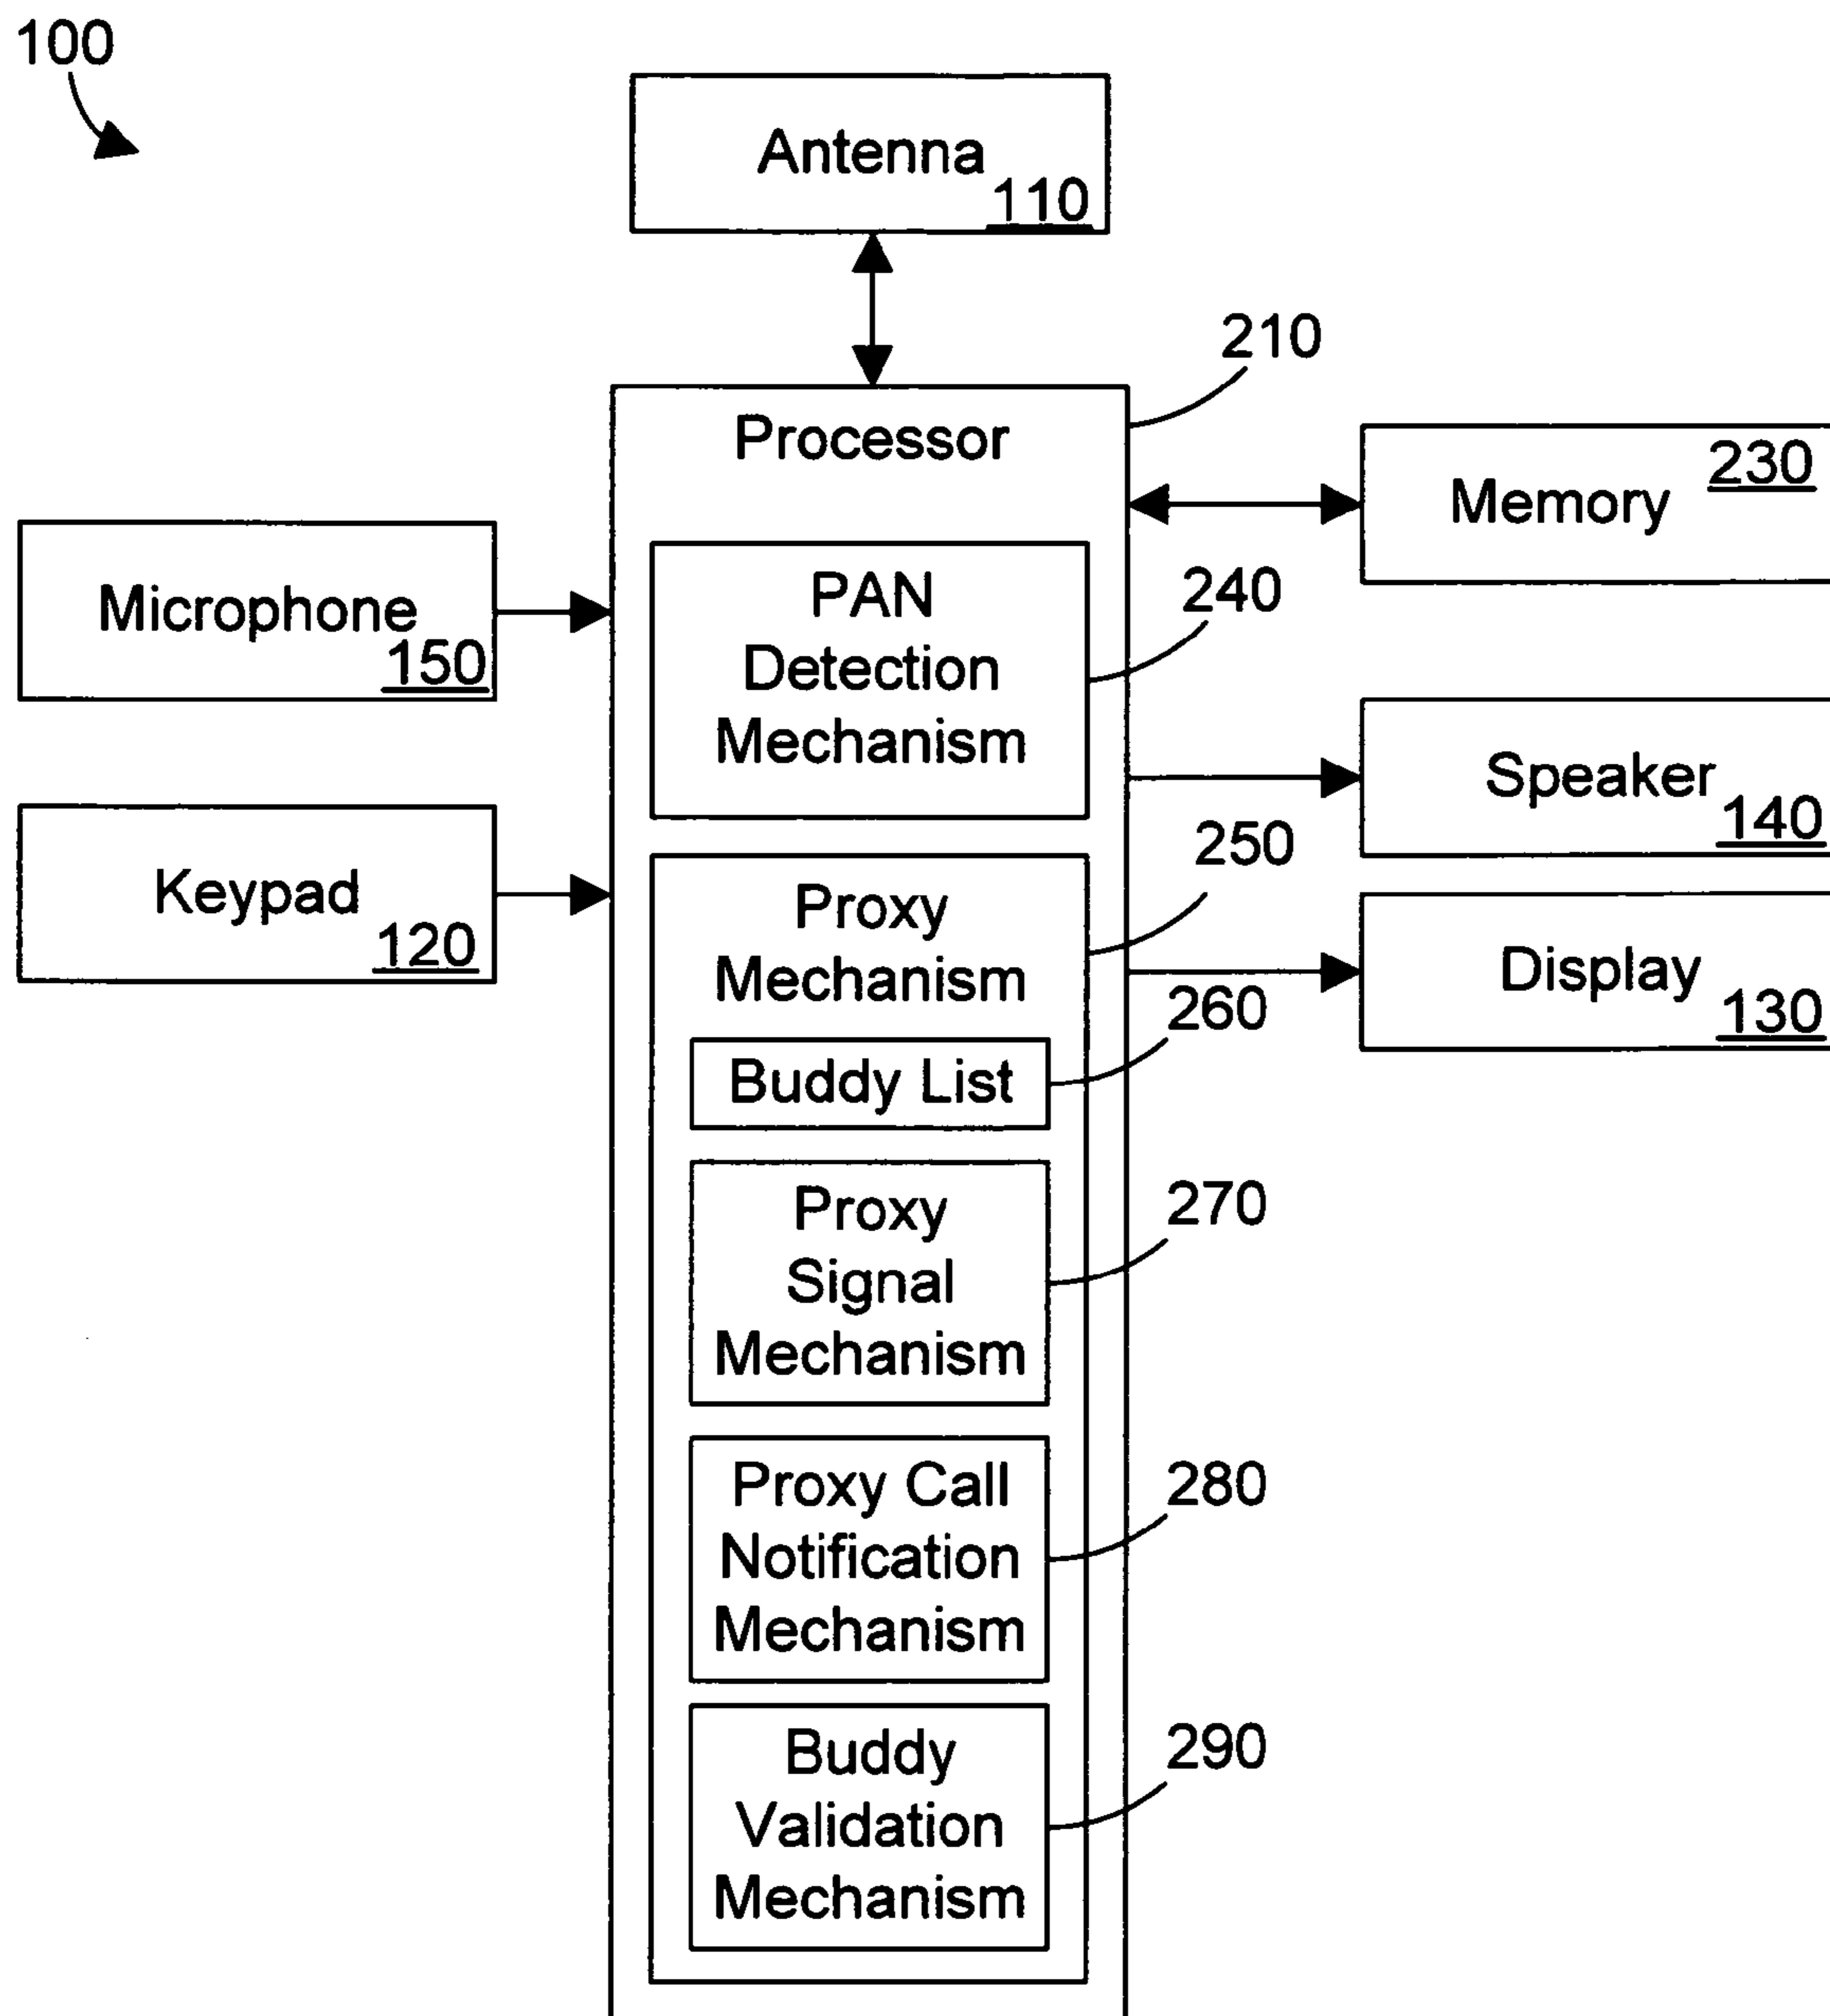 100
Antenna
110
210
Processor
Memory 230
PAN
Detection
Mechanism
240
Microphone
150
Speaker
140
Keypad
120
250
Proxy
Mechanism
Display
130
260
Buddy List
Proxy
Signal
Mechanism
270
Proxy Call
Notification
Mechanism
280
Buddy
Validation
Mechanism
290